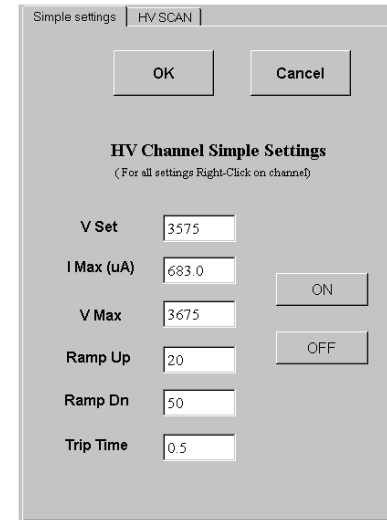 Simple settings HV SCAN
OK Cancel
HV Channel Simple Settings
( For all settings Right-Click on channel)
V Set 3575
I Max (uA) 683.0
ON
V Max 3675
OFF
Ramp Up 20
Ramp Dn 50
Trip Time 0.5